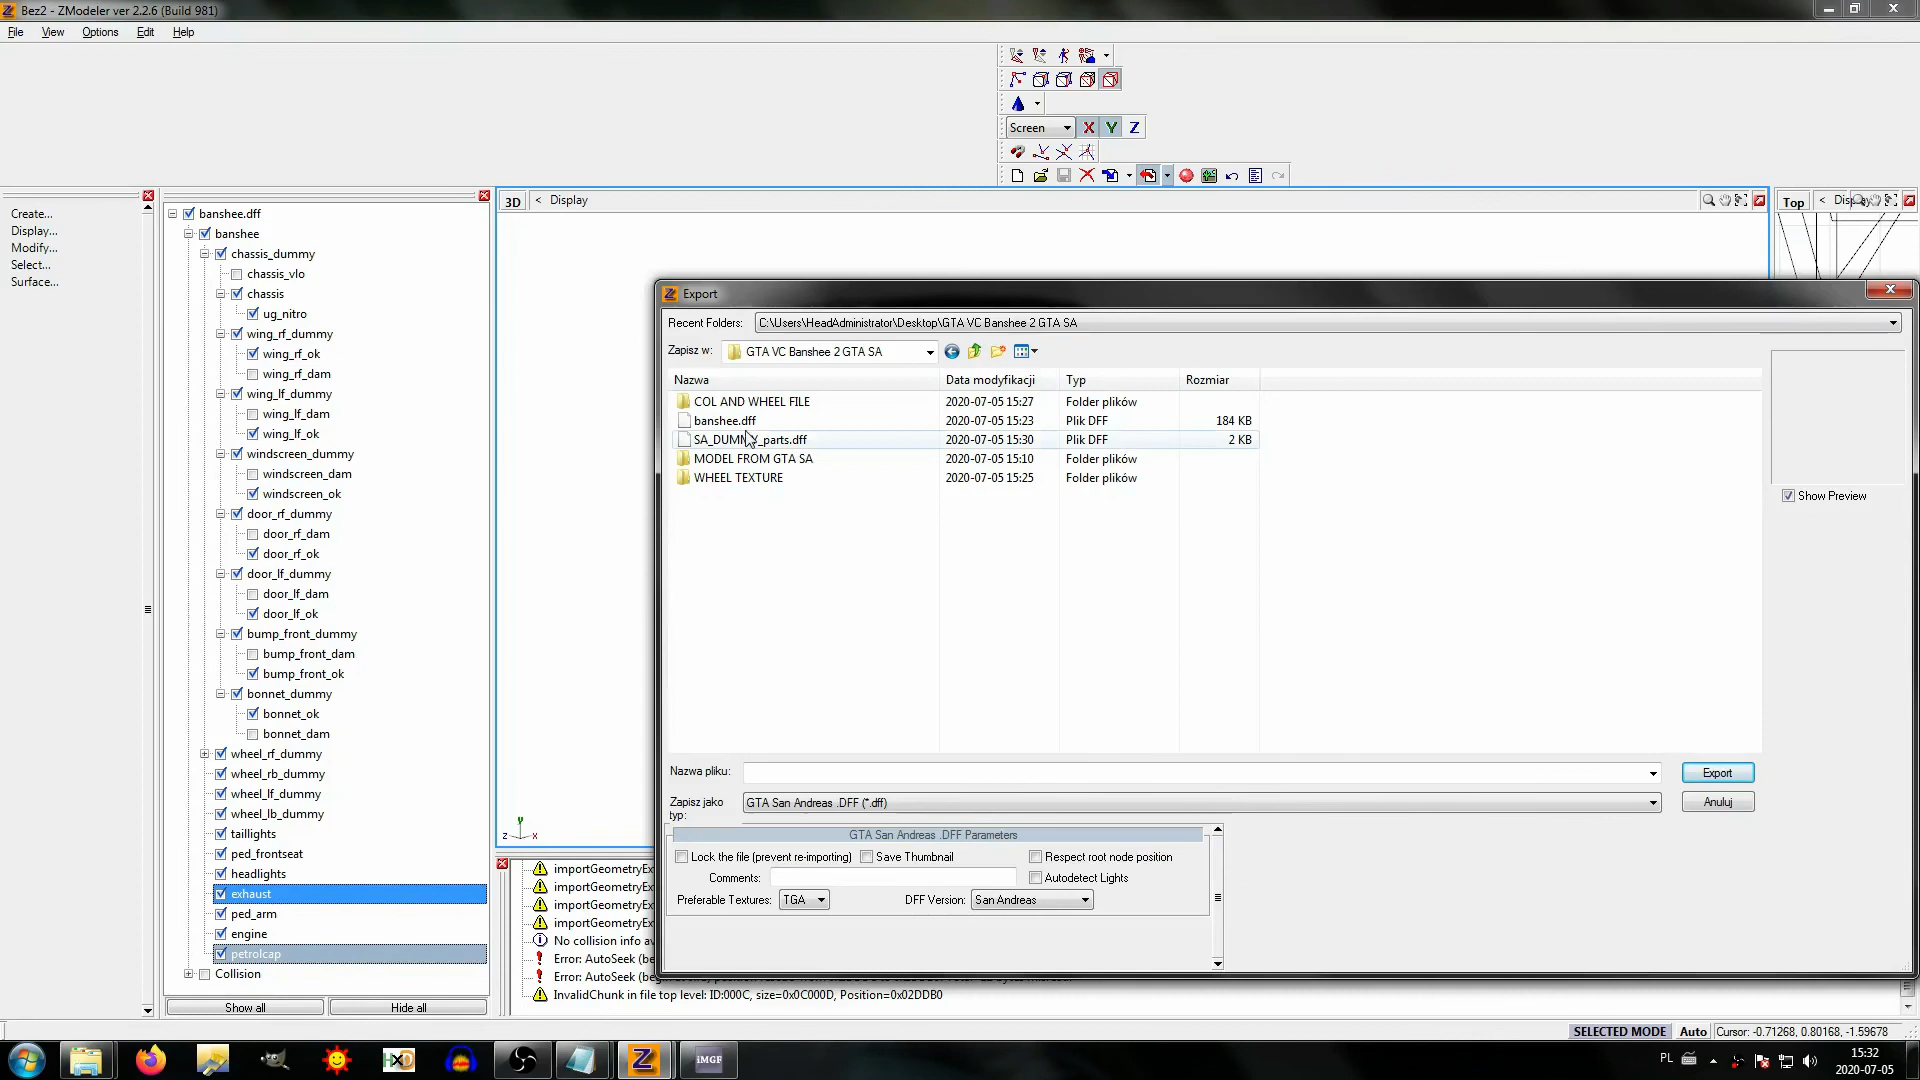 Bez2 - ZModeler ver 2.2.6 (Build 981)
File View Options Edit Help
Screen X Y Z
Create...
Display...
Modify...
Select...
Surface...
banshee.dff
banshee
chassis_dummy
chassis_vlo
chassis
ug_nitro
wing_rf_dummy
wing_rf_ok
wing_rf_dam
wing_lf_dummy
wing_lf_dam
wing_lf_ok
windscreen_dummy
windscreen_dam
windscreen_ok
door_rf_dummy
door_rf_dam
door_rf_ok
door_lf_dummy
door_lf_dam
door_lf_ok
bump_front_dummy
bump_front_dam
bump_front_ok
bonnet_dummy
bonnet_ok
bonnet_dam
wheel_rf_dummy
wheel_rb_dummy
wheel_lf_dummy
wheel_lb_dummy
taillights
ped_frontseat
headlights
exhaust
ped_arm
engine
petrolcap
Collision
Show all Hide all
3D < Display
Top < Display
z y x
Export
Recent Folders: C:\Users\HeadAdministrator\Desktop\GTA VC Banshee 2 GTA SA
Zapisz w: GTA VC Banshee 2 GTA SA
Nazwa Data modyfikacji Typ Rozmiar
COL AND WHEEL FILE 2020-07-05 15:27 Folder plików
banshee.dff 2020-07-05 15:23 Plik DFF 184 KB
SA_DUMMY_parts.dff 2020-07-05 15:30 Plik DFF 2 KB
MODEL FROM GTA SA 2020-07-05 15:10 Folder plików
WHEEL TEXTURE 2020-07-05 15:25 Folder plików
Show Preview
Nazwa pliku: Export
Zapisz jako typ: GTA San Andreas .DFF (*.dff) Anuluj
GTA San Andreas .DFF Parameters
Lock the file (prevent re-importing) Save Thumbnail Respect root node position
Comments: Autodetect Lights
Preferable Textures: TGA DFF Version: San Andreas
importGeometryEx
importGeometryEx
importGeometryEx
importGeometryEx
No collision info av
Error: AutoSeek (be
Error: AutoSeek
InvalidChunk in file top level: ID:000C, size=0x0C000D, Position=0x02DDB0
SELECTED MODE Auto Cursor: -0.71268, 0.80168, -1.59678
HXD Z iMGF
PL 15:32
2020-07-05